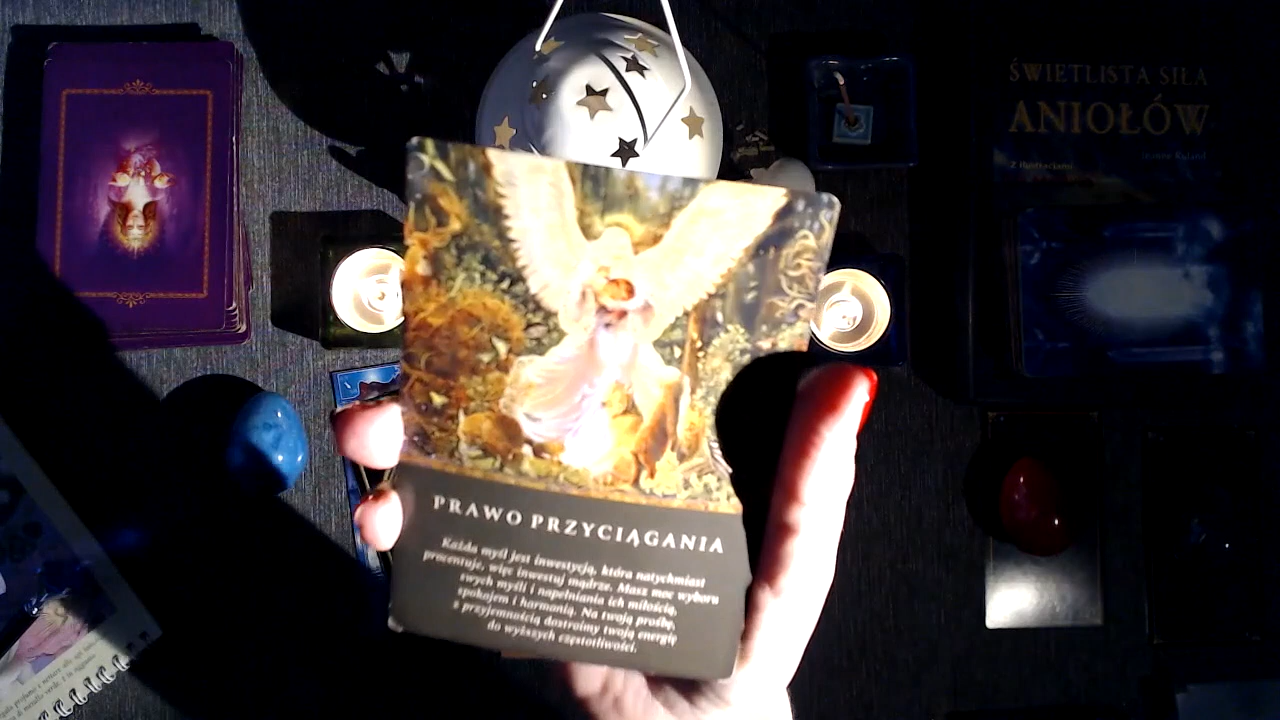 ŚWIETLISTA SIŁA
ANIOŁÓW
Z ilustracjami
PRAWO PRZYCIĄGANIA
Każda myśl jest inwestycją, która natychmiast
procentuje, więc inwestuj mądrze. Masz moc wyboru
swych myśli i napełniania ich miłością,
spokojem i harmonią. Na twoją prośbę,
z przyjemnością dostroimy twoją energię
do wyższych częstotliwości.